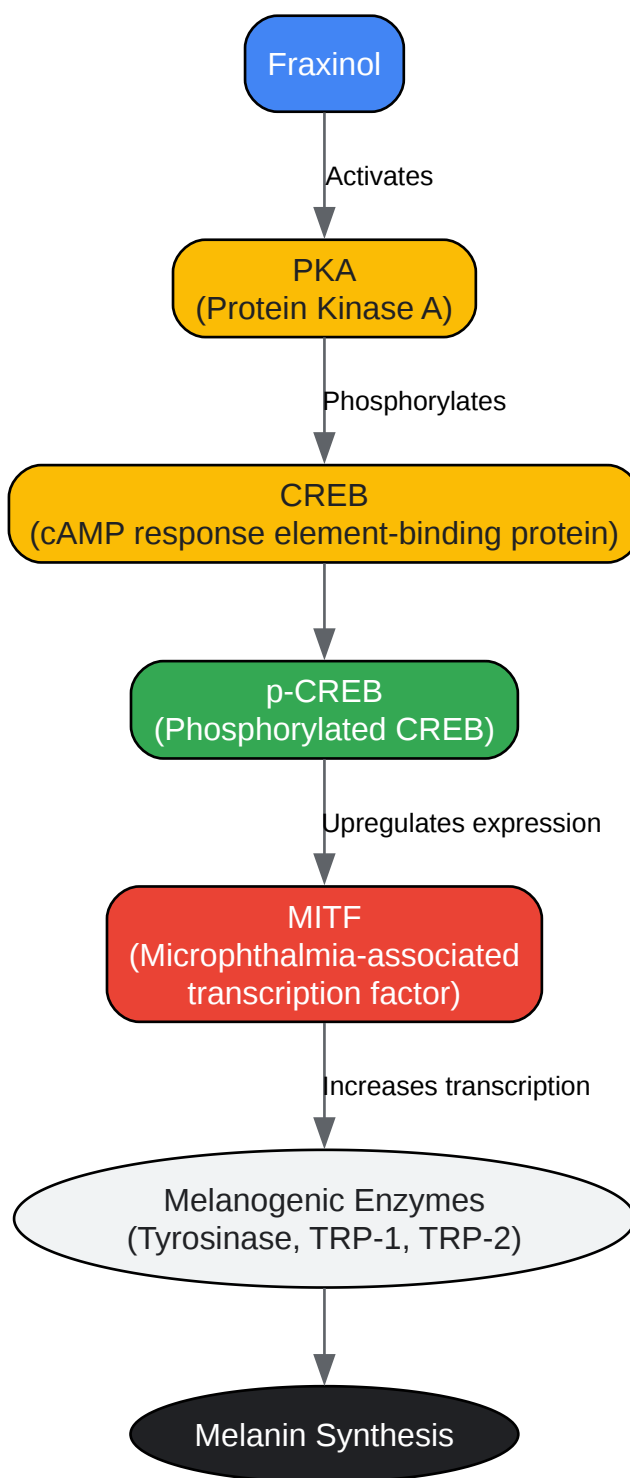 Fraxinol
Activates
PKA
(Protein Kinase A)
Phosphorylates
CREB
(cAMP response element-binding protein)
p-CREB
(Phosphorylated CREB)
Upregulates expression
MITF
(Microphthalmia-associated
transcription factor)
Increases transcription
Melanogenic Enzymes
(Tyrosinase, TRP-1, TRP-2)
Melanin Synthesis